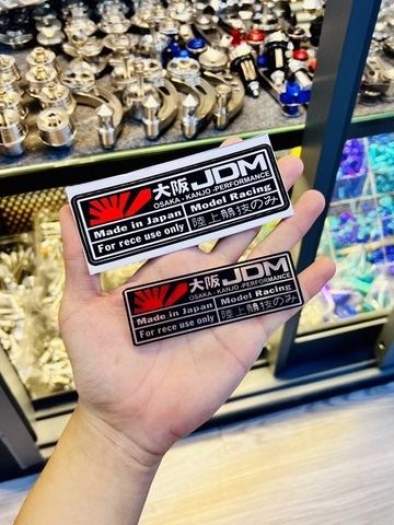 大阪 JDM
OSAKA - KANJO - PERFORMANCE
Made in Japan Model Racing
For rece use only 陸上競技のみ
大阪 JDM
OSAKA - KANJO - PERFORMANCE
Made in Japan Model Racing
For rece use only 陸上競技のみ